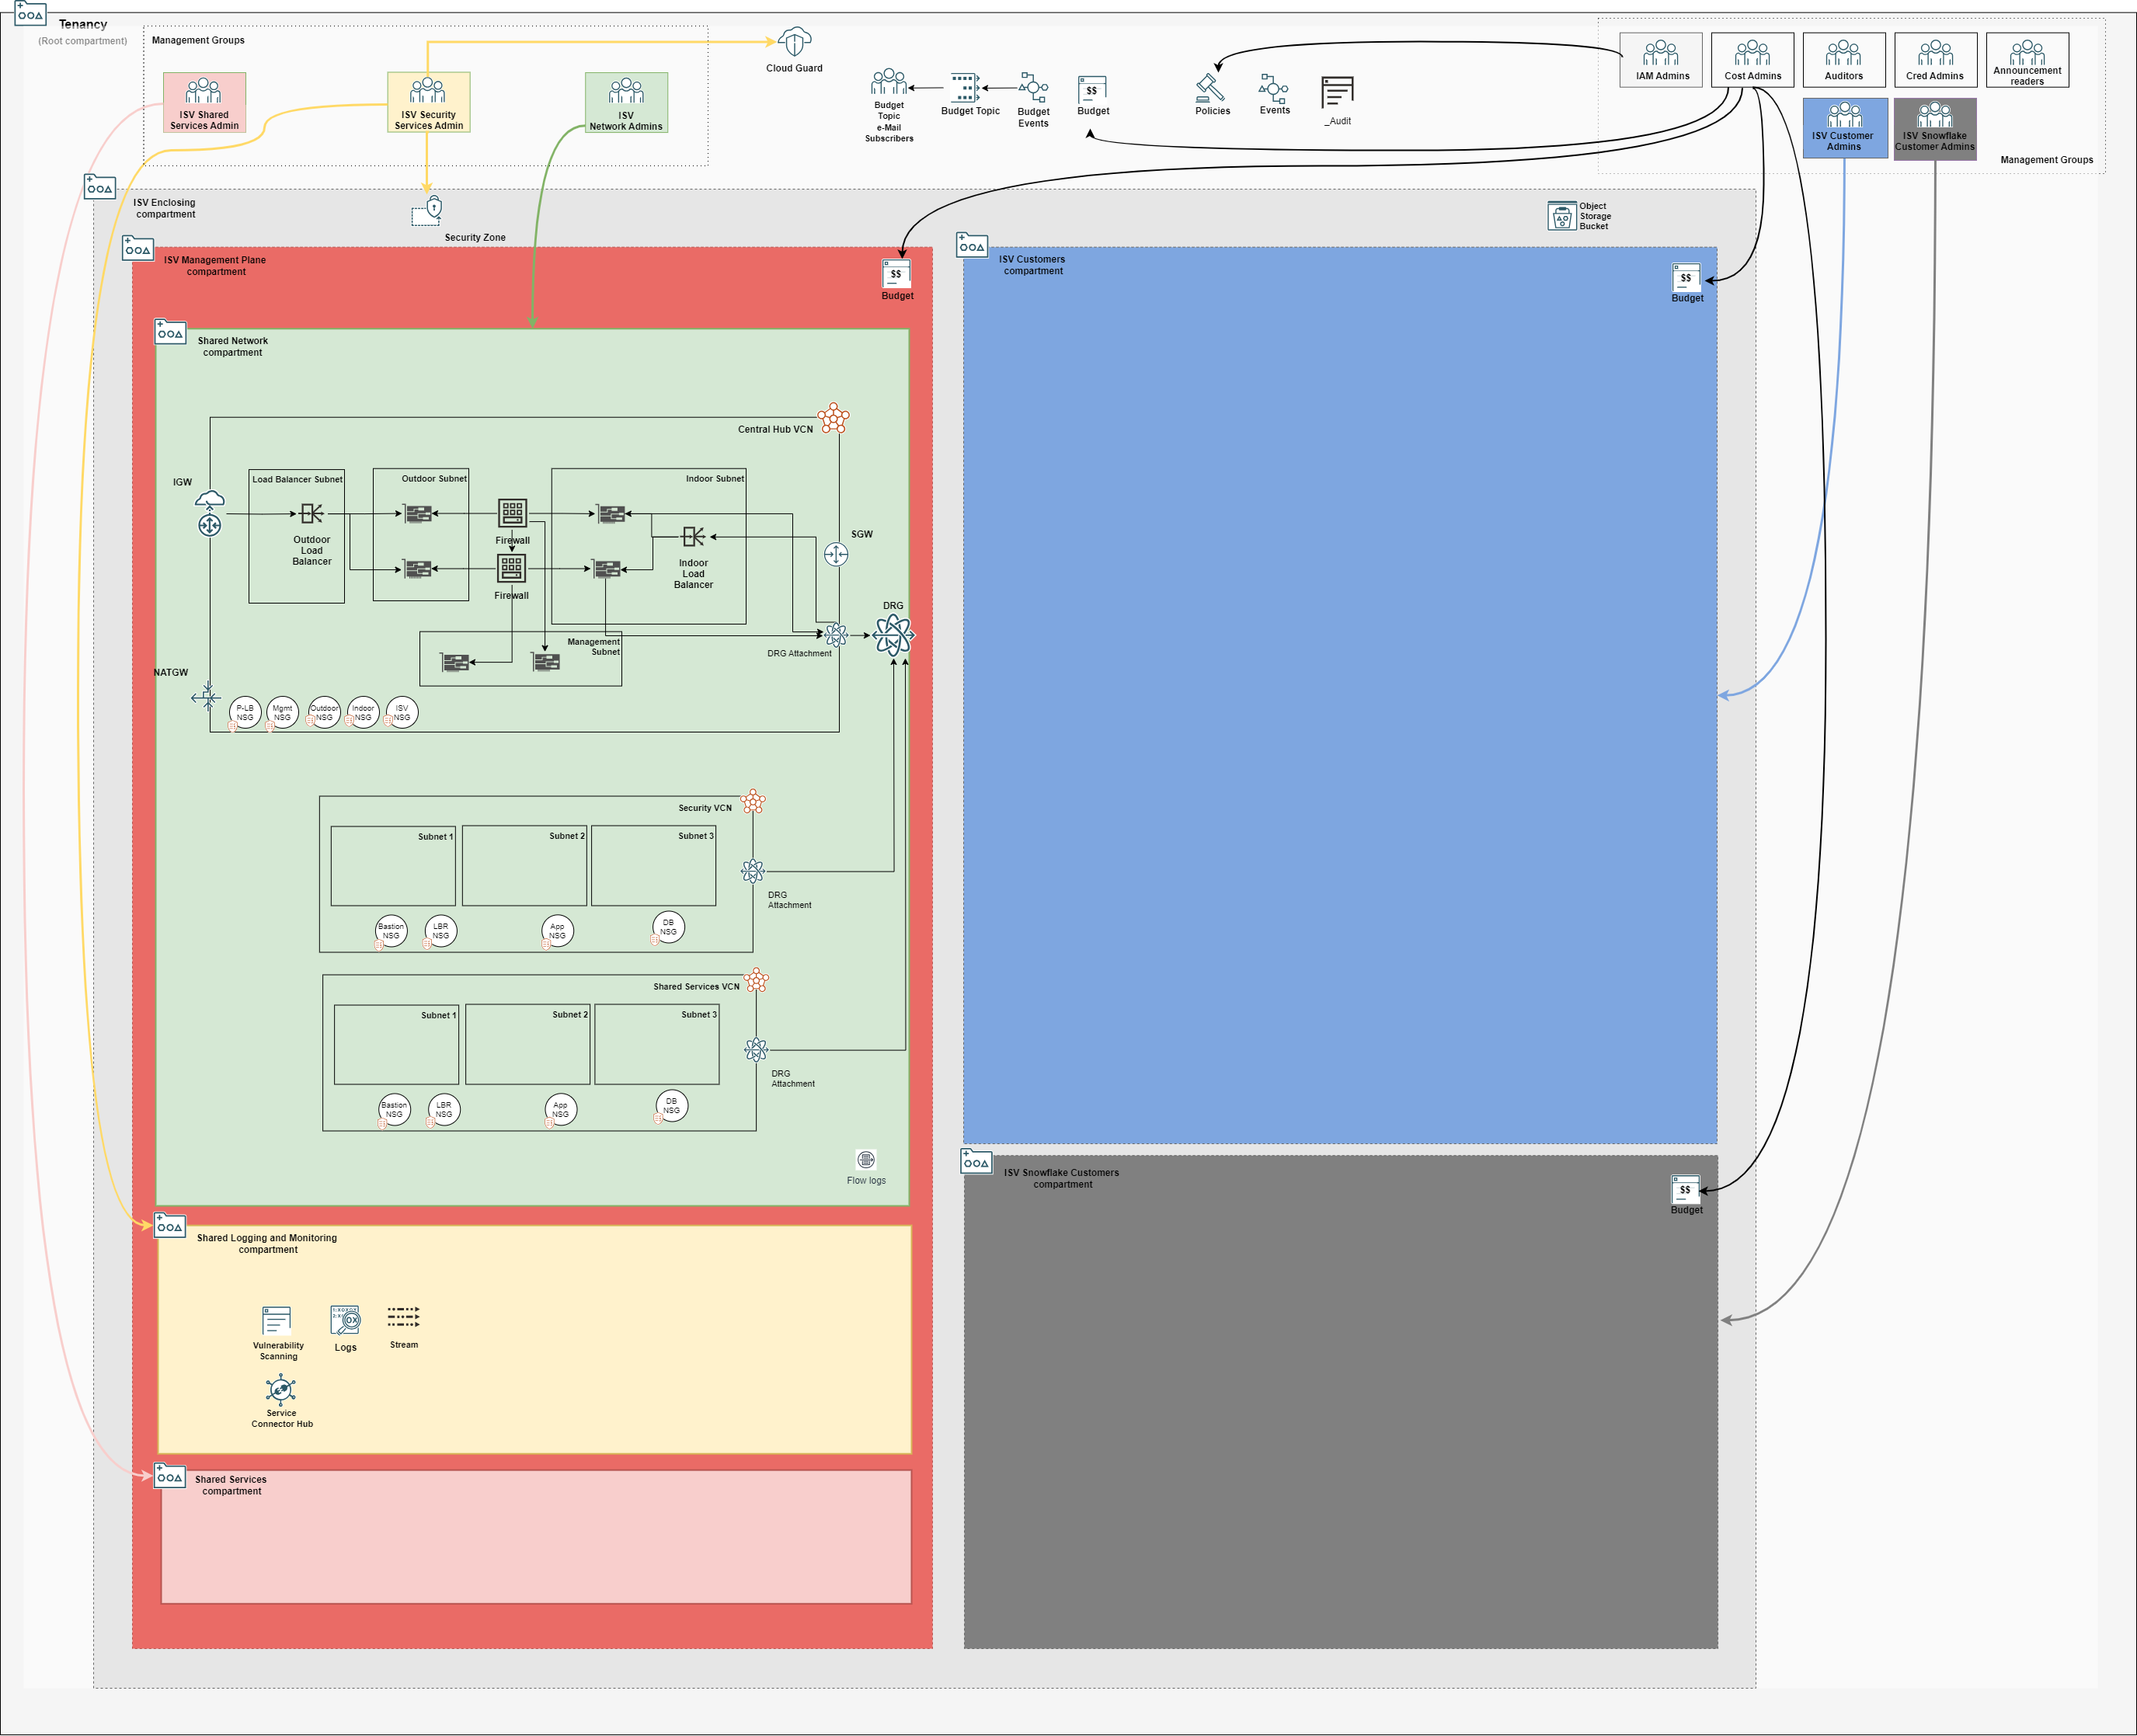 Tenancy
(Root compartment)
Management Groups
ISV Shared
Services Admin
ISV Security
Services Admin
ISV
Network Admins
Cloud Guard
Budget
Topic
e-Mail
Subscribers
Budget Topic
Budget
Events
$$
Budget
Policies
Events
_Audit
IAM Admins
Cost Admins
Auditors
Cred Admins
Announcement
readers
ISV Customer
Admins
ISV Snowflake
Customer Admins
Management Groups
ISV Enclosing
compartment
Security Zone
Object
Storage
Bucket
ISV Management Plane
compartment
$$
Budget
ISV Customers
compartment
$$
Budget
Shared Network
compartment
Central Hub VCN
IGW
Load Balancer Subnet
Outdoor Subnet
Indoor Subnet
Outdoor
Load
Balancer
Firewall
Firewall
Indoor
Load
Balancer
SGW
DRG
DRG Attachment
Management
Subnet
NATGW
P-LB
NSG
Mgmt
NSG
Outdoor
NSG
Indoor
NSG
ISV
NSG
Security VCN
Subnet 1
Subnet 2
Subnet 3
DRG
Attachment
Bastion
NSG
LBR
NSG
App
NSG
DB
NSG
Shared Services VCN
Subnet 1
Subnet 2
Subnet 3
DRG
Attachment
Bastion
NSG
LBR
NSG
App
NSG
DB
NSG
Flow logs
ISV Snowflake Customers
compartment
$$
Budget
Shared Logging and Monitoring
compartment
Vulnerability
Scanning
Logs
Stream
Service
Connector Hub
Shared Services
compartment